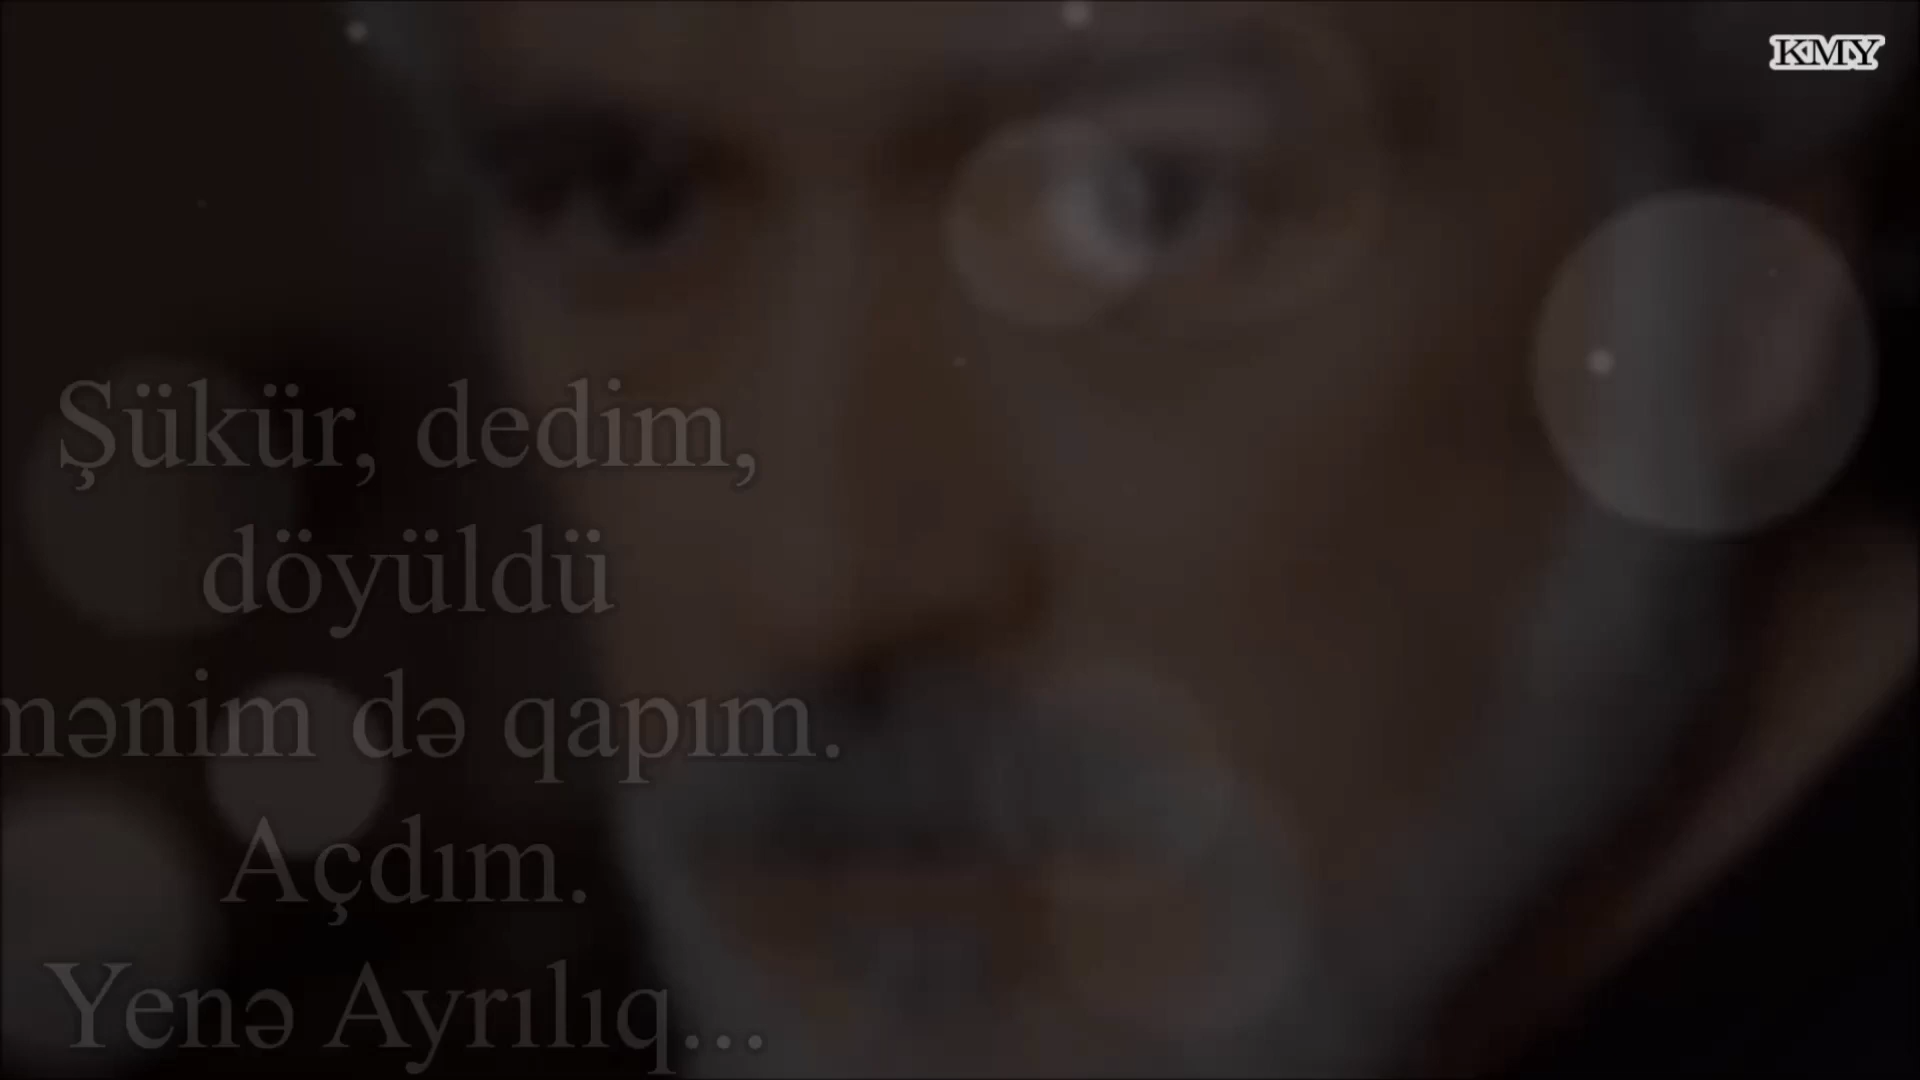 KMY
Şükür, dedim,
döyüldü
mənim də qapım.
Açdım.
Yenə Ayrılıq...